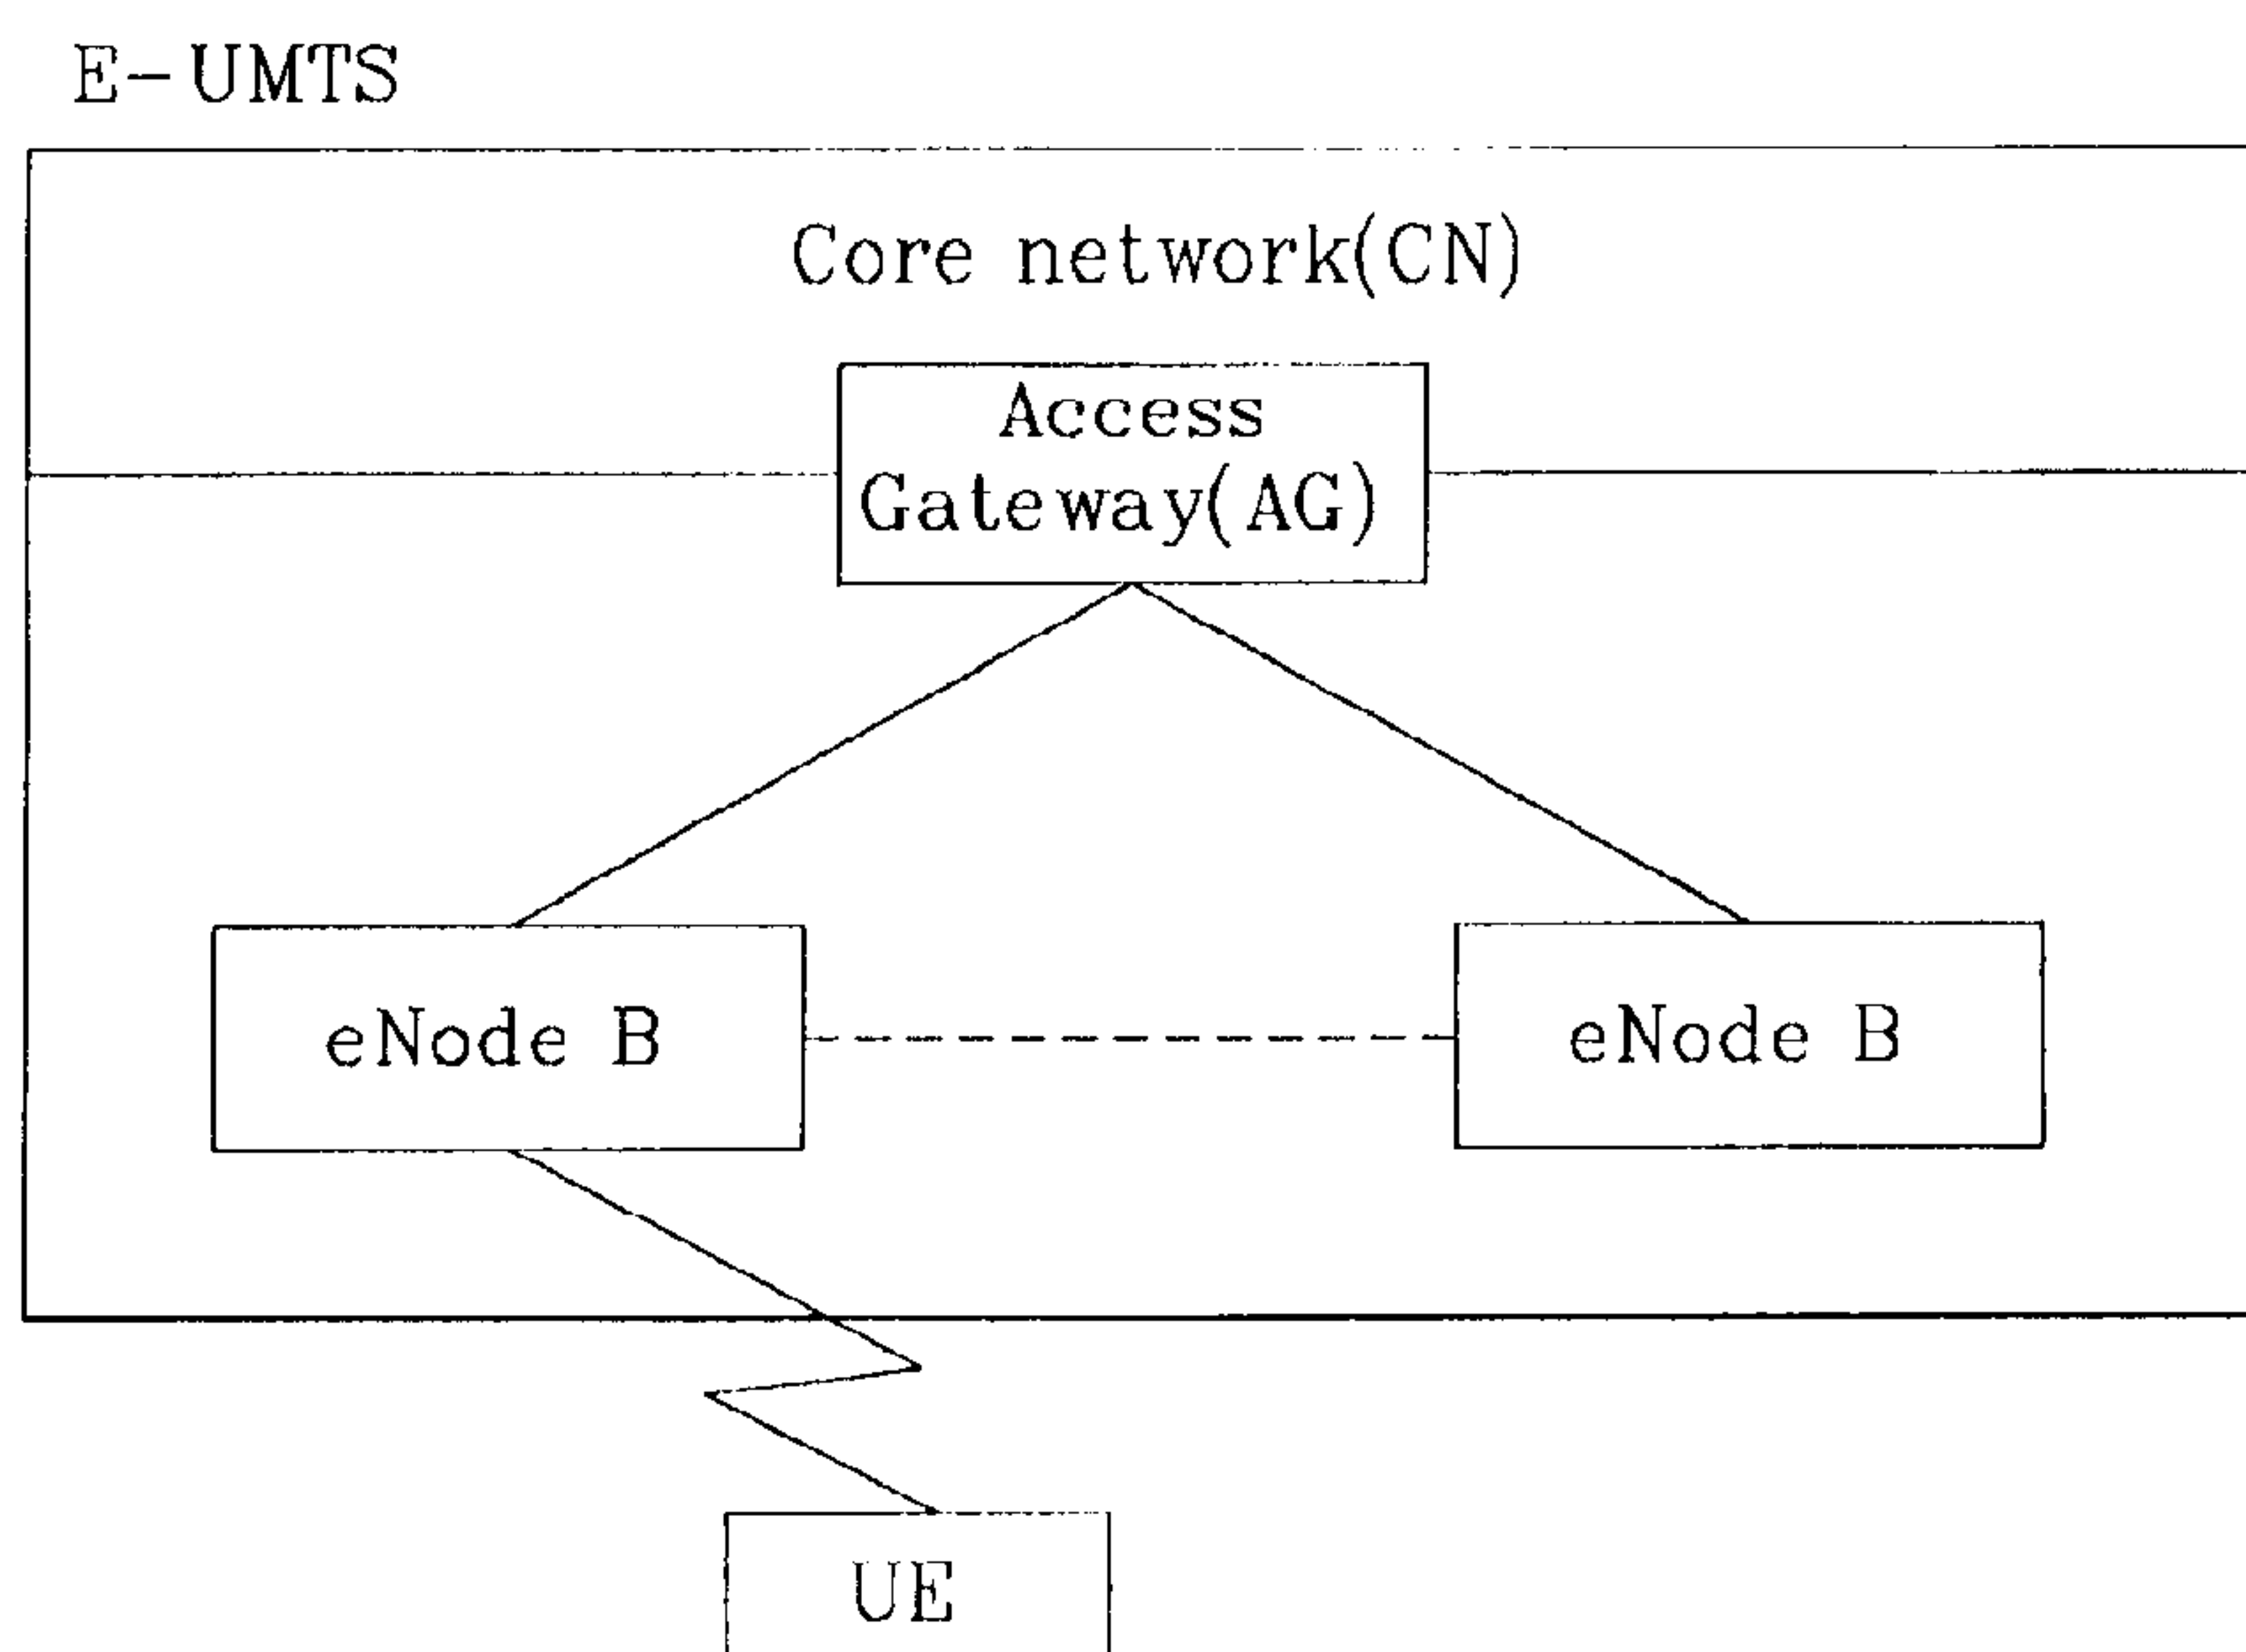 E-UMTS
Core network(CN)
Access
Gateway(AG)
eNode B
eNode B
UE